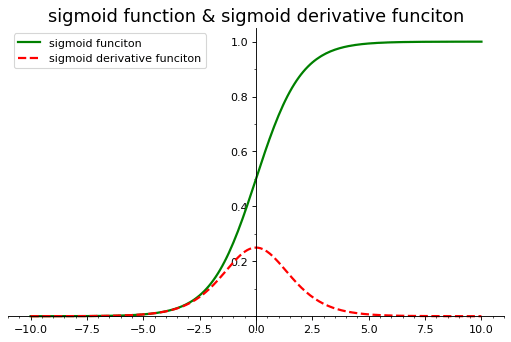 sigmoid function & sigmoid derivative funciton
sigmoid funciton
sigmoid derivative funciton
1.0
0.8
0.6
0.4
0.2
−10.0 −7.5 −5.0 −2.5 0.0 2.5 5.0 7.5 10.0